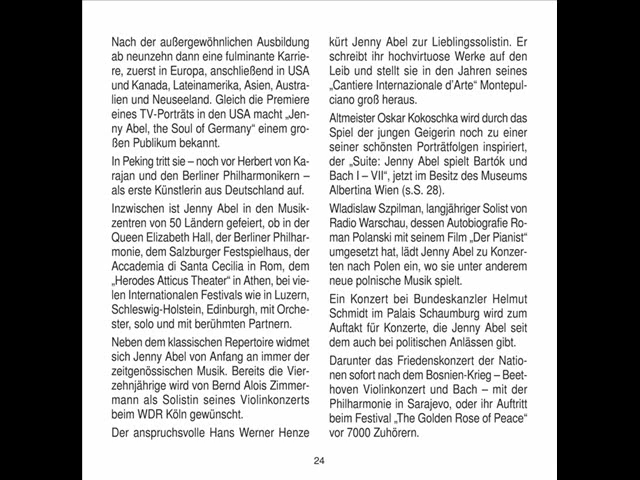 Nach der außergewöhnlichen Ausbildung
ab neunzehn dann eine fulminante Karrie-
re, zuerst in Europa, anschließend in USA
und Kanada, Lateinamerika, Asien, Austra-
lien und Neuseeland. Gleich die Premiere
eines TV-Porträts in den USA macht „Jen-
ny Abel, the Soul of Germany“ einem gro-
ßen Publikum bekannt.
In Peking tritt sie – noch vor Herbert von Ka-
rajan und den Berliner Philharmonikern –
als erste Künstlerin aus Deutschland auf.
Inzwischen ist Jenny Abel in den Musik-
zentren von 50 Ländern gefeiert, ob in der
Queen Elizabeth Hall, der Berliner Philhar-
monie, dem Salzburger Festspielhaus, der
Accademia di Santa Cecilia in Rom, dem
„Herodes Atticus Theater“ in Athen, bei vie-
len Internationalen Festivals wie in Luzern,
Schleswig-Holstein, Edinburgh, mit Orche-
ster, solo und mit berühmten Partnern.
Neben dem klassischen Repertoire widmet
sich Jenny Abel von Anfang an immer der
zeitgenössischen Musik. Bereits die Vier-
zehnjährige wird von Bernd Alois Zimmer-
mann als Solistin seines Violinkonzerts
beim WDR Köln gewünscht.
Der anspruchsvolle Hans Werner Henze
kürt Jenny Abel zur Lieblingssolistin. Er
schreibt ihr hochvirtuose Werke auf den
Leib und stellt sie in den Jahren seines
„Cantiere Internazionale d’Arte“ Montepul-
ciano groß heraus.
Altmeister Oskar Kokoschka wird durch das
Spiel der jungen Geigerin noch zu einer
seiner schönsten Porträtfolgen inspiriert,
der „Suite: Jenny Abel spielt Bartók und
Bach I – VII“, jetzt im Besitz des Museums
Albertina Wien (s.S. 28).
Wladislaw Szpilman, langjähriger Solist von
Radio Warschau, dessen Autobiografie Ro-
man Polanski mit seinem Film „Der Pianist“
umgesetzt hat, lädt Jenny Abel zu Konzer-
ten nach Polen ein, wo sie unter anderem
neue polnische Musik spielt.
Ein Konzert bei Bundeskanzler Helmut
Schmidt im Palais Schaumburg wird zum
Auftakt für Konzerte, die Jenny Abel seit
dem auch bei politischen Anlässen gibt.
Darunter das Friedenskonzert der Natio-
nen sofort nach dem Bosnien-Krieg – Beet-
hoven Violinkonzert und Bach – mit der
Philharmonie in Sarajevo, oder ihr Auftritt
beim Festival „The Golden Rose of Peace“
vor 7000 Zuhörern.
24